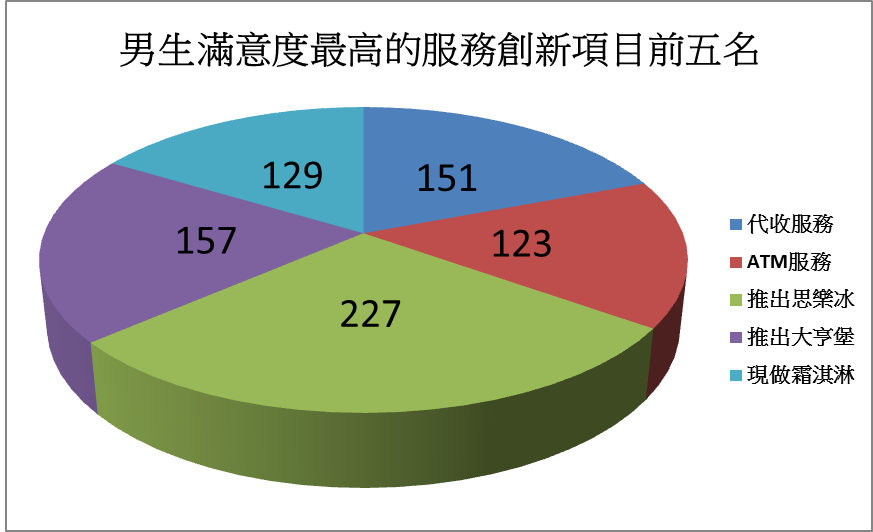 男生滿意度最高的服務創新項目前五名
129
151
157
123
227
代收服務
ATM服務
推出思樂冰
推出大亨堡
現做霜淇淋